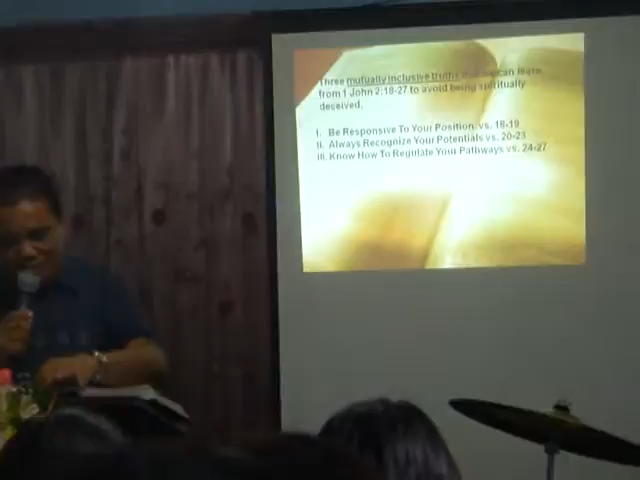 Three mutually inclusive truths that we can learn
from 1 John 2:18-27 to avoid being spiritually
deceived.
I. Be Responsive To Your Position vs. 18-19
II. Always Recognize Your Potentials vs. 20-23
III. Know How To Regulate Your Pathways vs. 24-27